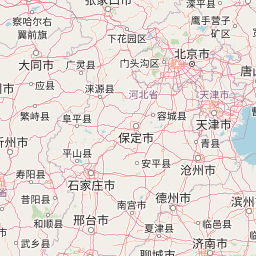 张家口市
滦平县
察哈尔右
翼前旗
鹰手营子
矿区
下花园区
北京市
大同市
广灵县
门头沟区
唐山
河北省
涞源县
天津市
繁峙县
阜平县
容城县
天津市
保定市
忻州市
青县
平山县
安平县
沧州市
寿阳县
石家庄市
昔阳县
德州市
滨州
和顺县
南宫市
邢台市
临邑县
武乡县
夏津县
聊城市
济南市